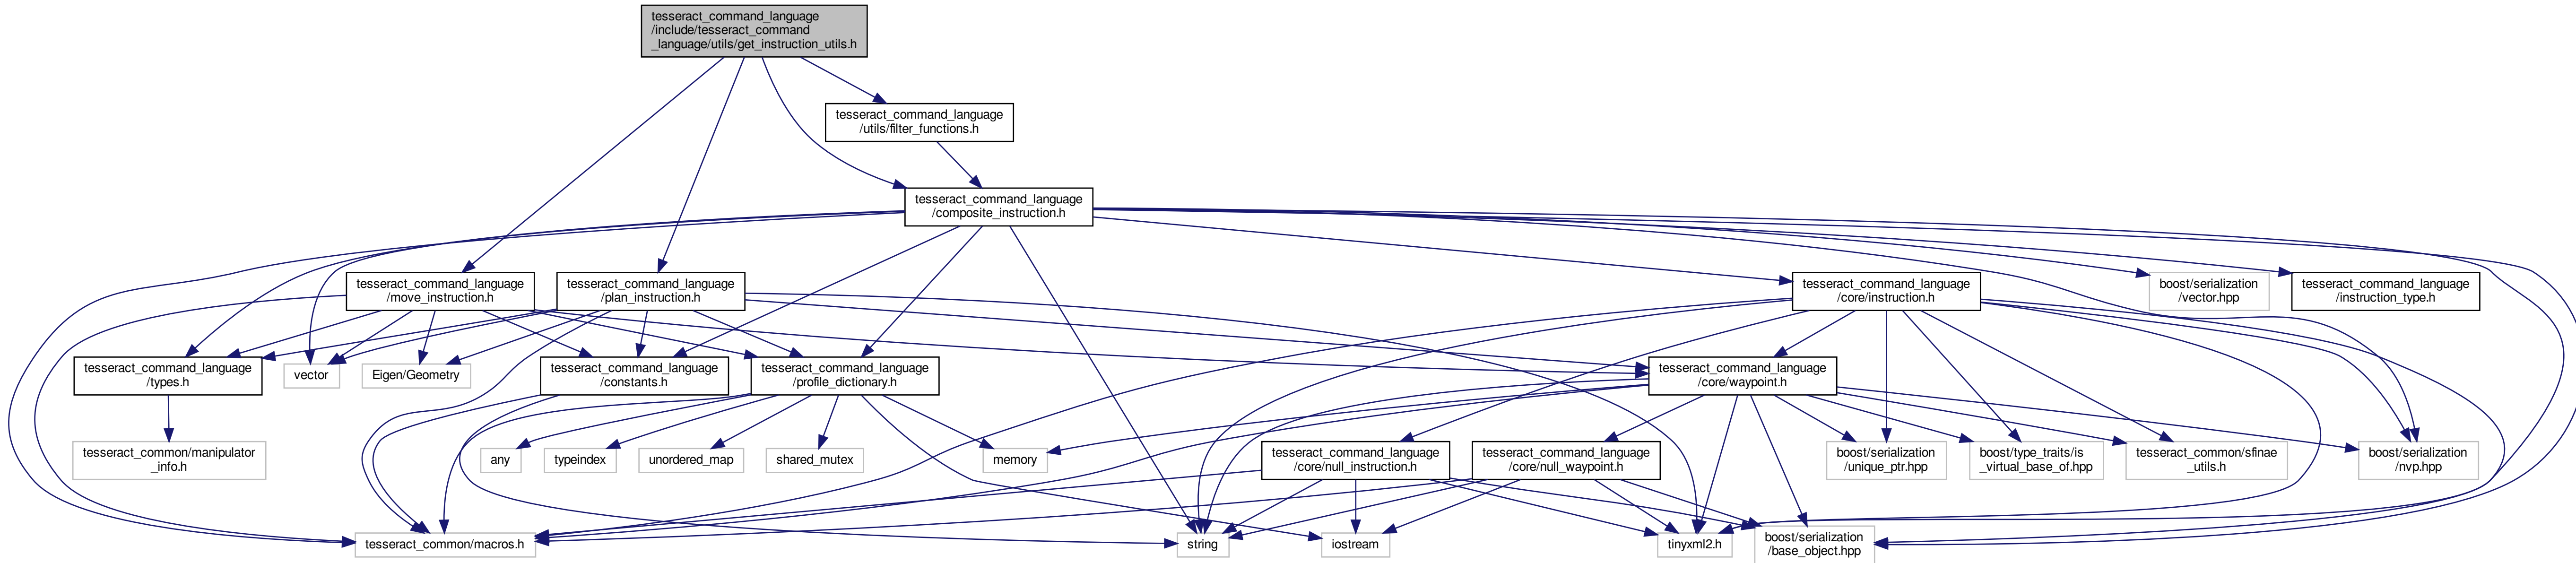 tesseract_command_language
/include/tesseract_command
_language/utils/get_instruction_utils.h
tesseract_command_language
/utils/filter_functions.h
tesseract_command_language
/composite_instruction.h
tesseract_command_language
/move_instruction.h
tesseract_command_language
/plan_instruction.h
tesseract_command_language
/core/instruction.h
boost/serialization
/vector.hpp
tesseract_command_language
/instruction_type.h
tesseract_command_language
/types.h
vector
Eigen/Geometry
tesseract_command_language
/constants.h
tesseract_command_language
/profile_dictionary.h
tesseract_command_language
/core/waypoint.h
tesseract_common/manipulator
_info.h
any
typeindex
unordered_map
shared_mutex
memory
tesseract_command_language
/core/null_instruction.h
tesseract_command_language
/core/null_waypoint.h
boost/serialization
/unique_ptr.hpp
boost/type_traits/is
_virtual_base_of.hpp
tesseract_common/sfinae
_utils.h
boost/serialization
/nvp.hpp
tesseract_common/macros.h
string
iostream
tinyxml2.h
boost/serialization
/base_object.hpp